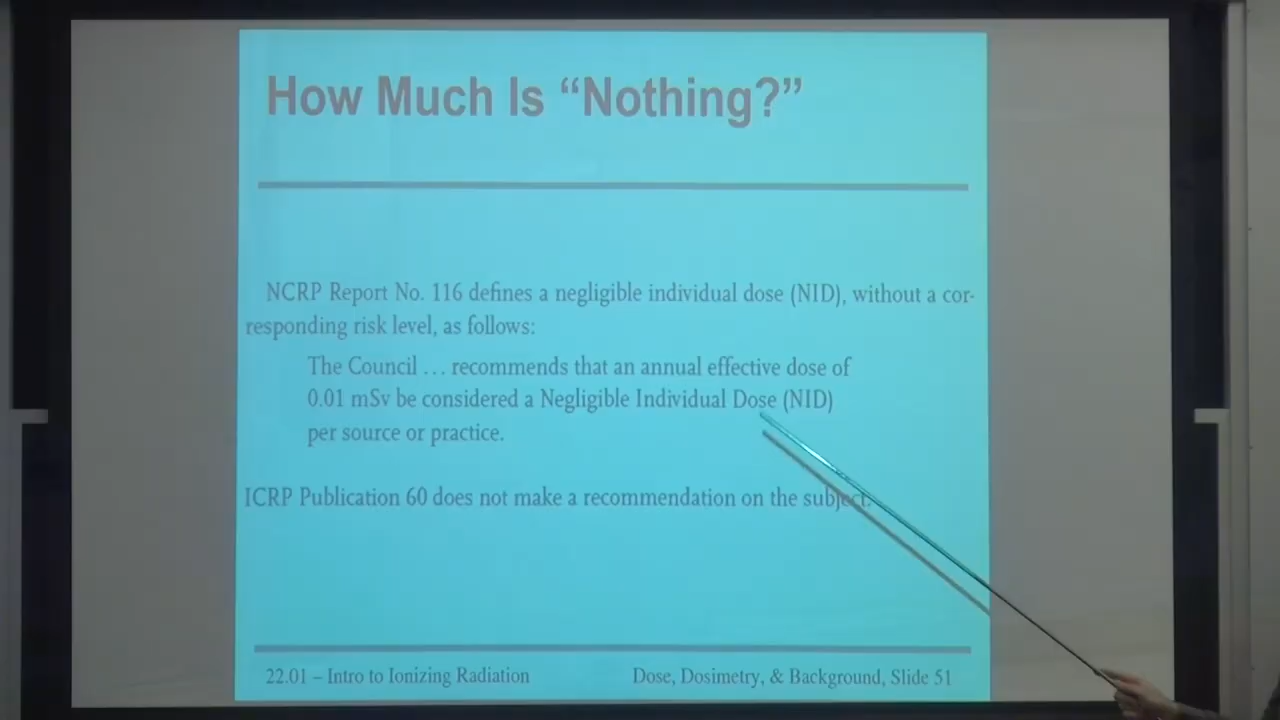 How Much Is “Nothing?”
NCRP Report No. 116 defines a negligible individual dose (NID), without a cor-
responding risk level, as follows:
The Council … recommends that an annual effective dose of
0.01 mSv be considered a Negligible Individual Dose (NID)
per source or practice.
ICRP Publication 60 does not make a recommendation on the subject.
22.01 – Intro to Ionizing Radiation
Dose, Dosimetry, & Background, Slide 51